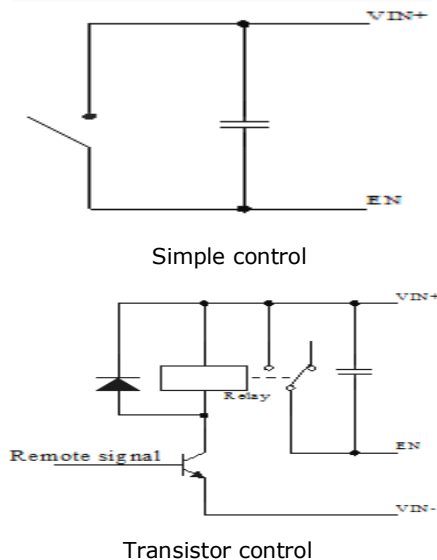 VIN+
EN
Simple control
VIN+
Relay
EN
Remote signal
VIN-
Transistor control